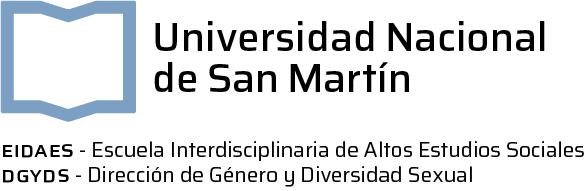 Universidad Nacional
de San Martín
EIDAES - Escuela Interdisciplinaria de Altos Estudios Sociales
DGYDS - Dirección de Género y Diversidad Sexual